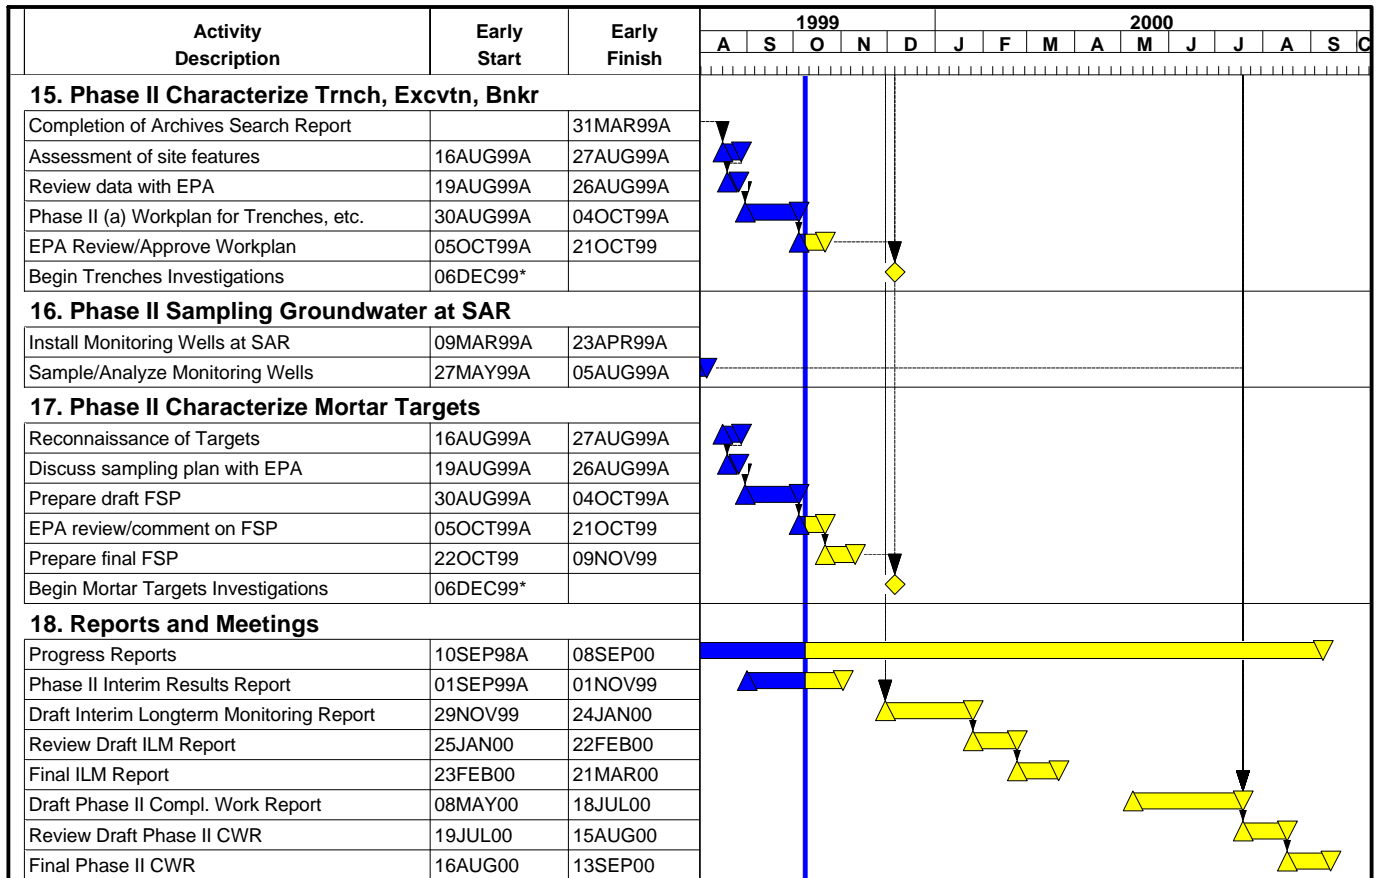 1999 2000
Activity Early Early
Description Start Finish
A S O N D J F M A M J J A S
15. Phase II Characterize Trnch, Excvtn, Bnkr
Completion of Archives Search Report 31MAR99A
Assessment of site features 16AUG99A 27AUG99A
Review data with EPA 19AUG99A 26AUG99A
Phase II (a) Workplan for Trenches, etc. 30AUG99A 04OCT99A
EPA Review/Approve Workplan 05OCT99A 21OCT99
Begin Trenches Investigations 06DEC99*
16. Phase II Sampling Groundwater at SAR
Install Monitoring Wells at SAR 09MAR99A 23APR99A
Sample/Analyze Monitoring Wells 27MAY99A 05AUG99A
17. Phase II Characterize Mortar Targets
Reconnaissance of Targets 16AUG99A 27AUG99A
Discuss sampling plan with EPA 19AUG99A 26AUG99A
Prepare draft FSP 30AUG99A 04OCT99A
EPA review/comment on FSP 05OCT99A 21OCT99
Prepare final FSP 22OCT99 09NOV99
Begin Mortar Targets Investigations 06DEC99*
18. Reports and Meetings
Progress Reports 10SEP98A 08SEP00
Phase II Interim Results Report 01SEP99A 01NOV99
Draft Interim Longterm Monitoring Report 29NOV99 24JAN00
Review Draft ILM Report 25JAN00 22FEB00
Final ILM Report 23FEB00 21MAR00
Draft Phase II Compl. Work Report 08MAY00 18JUL00
Review Draft Phase II CWR 19JUL00 15AUG00
Final Phase II CWR 16AUG00 13SEP00